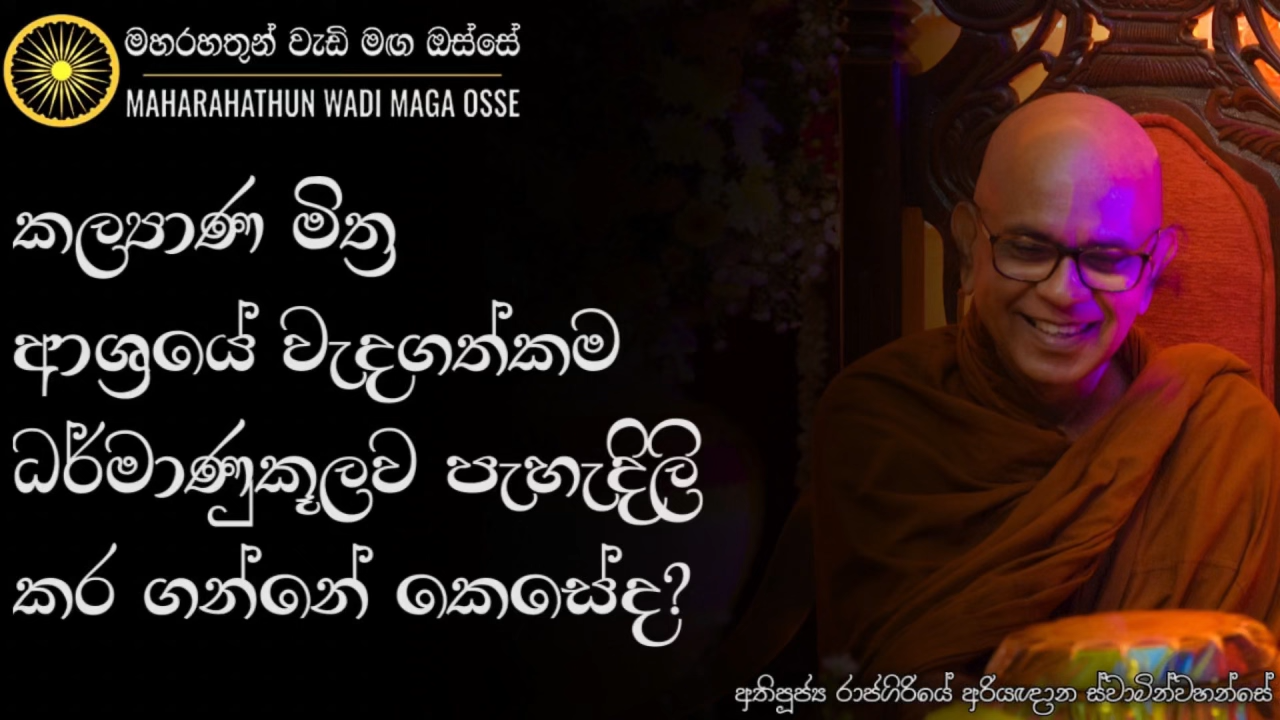 මහරහතුන් වැඩි මඟ ඔස්සේ
MAHARAHATHUN WADI MAGA OSSE
කල්‍යාණ මිත්‍ර
ආශ්‍රයේ වැදගත්කම
ධර්මාණුකූලව පැහැදිලි
කර ගන්නේ කෙසේද?
අතිපූජ්‍ය රාජගිරියේ අරියඥාන ස්වාමින්වහන්සේ